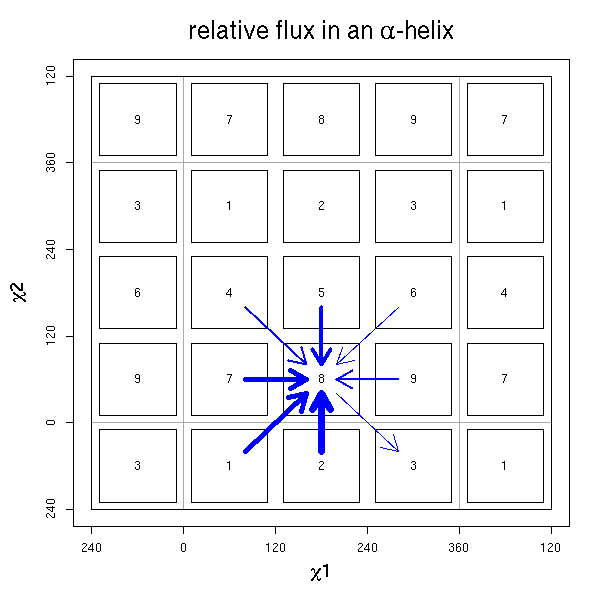 relative flux in an α-helix
120
9 7 8 9 7
360
3 1 2 3 1
240
6 4 5 6 4
120
9 7 8 9 7
0
3 1 2 3 1
240
χ2
240 0 120 240 360 120
χ1